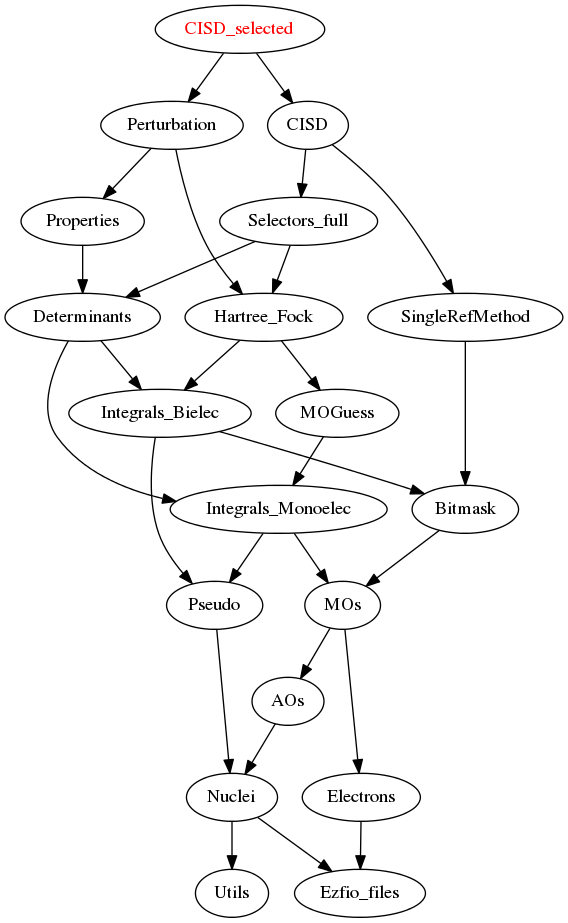 CISD_selected
Perturbation
CISD
Properties
Selectors_full
Determinants
Hartree_Fock
SingleRefMethod
Integrals_Bielec
MOGuess
Integrals_Monoelec
Bitmask
Pseudo
MOs
AOs
Nuclei
Electrons
Utils
Ezfio_files